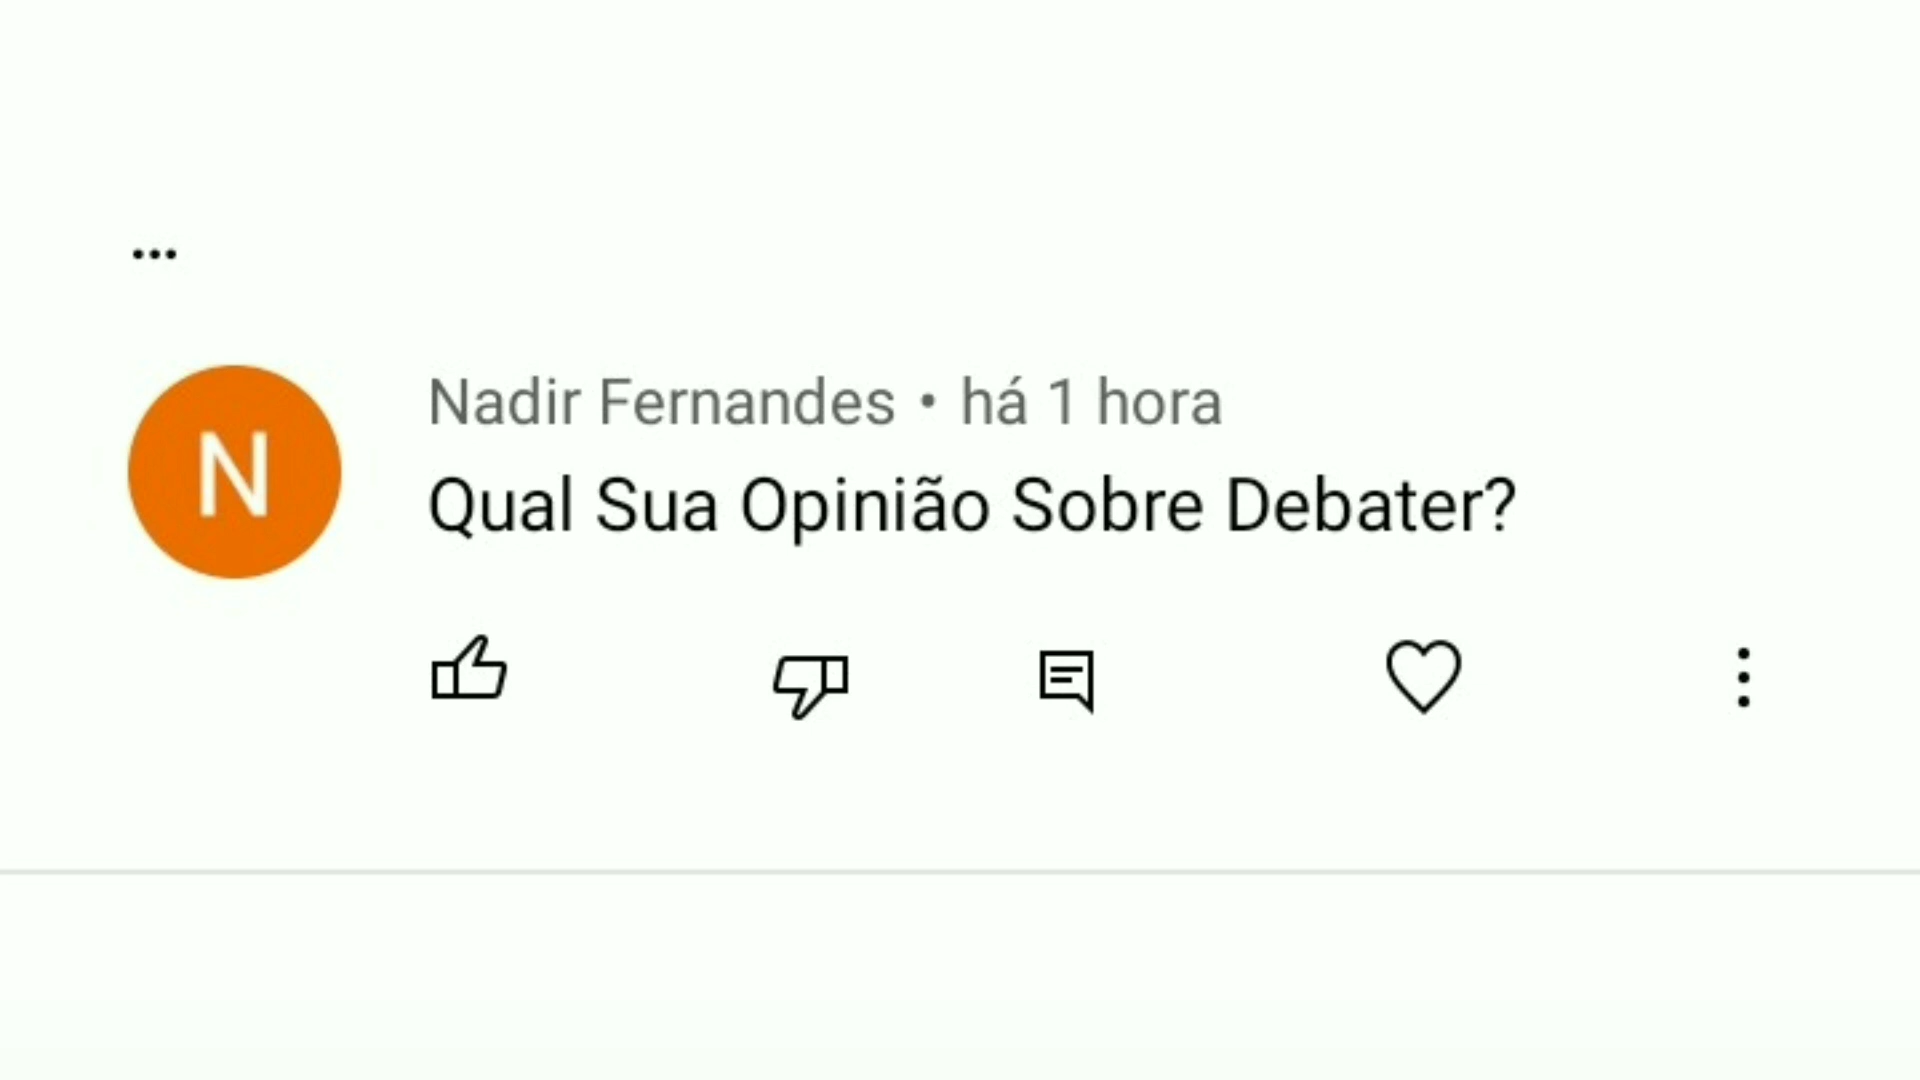 ...
N
Nadir Fernandes • há 1 hora
Qual Sua Opinião Sobre Debater?